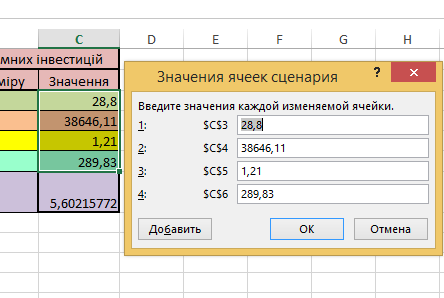 C D E F G H
мних інвестицій
міру Значення
28,8
38646,11
1,21
289,83
5,60215772
Значения ячеек сценария ?
Введите значения каждой изменяемой ячейки.
1: $C$3 28,8
2: $C$4 38646,11
3: $C$5 1,21
4: $C$6 289,83
Добавить ОК Отмена